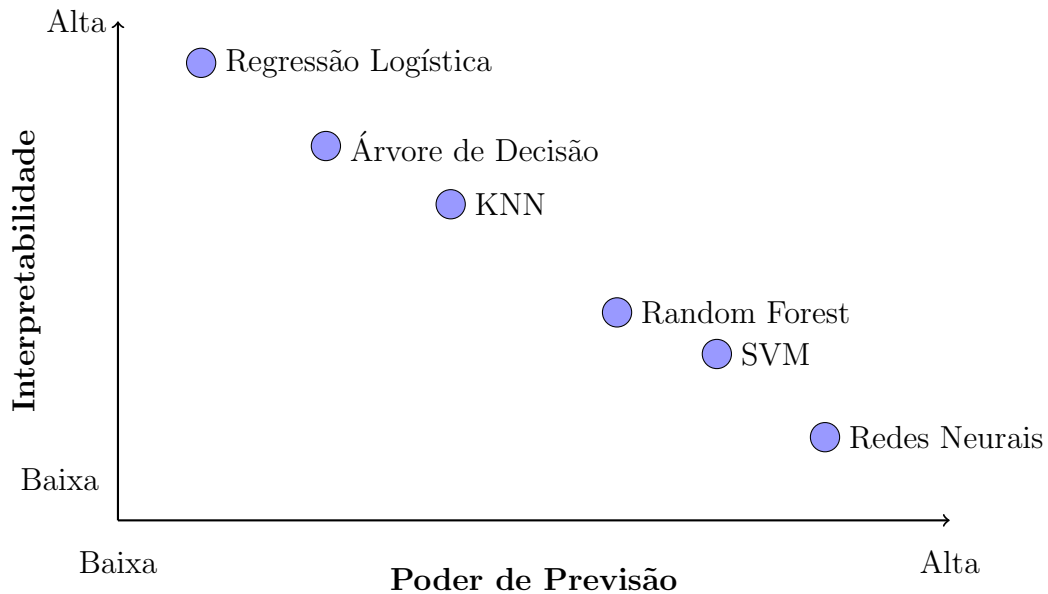 Alta
Regressão Logística
Árvore de Decisão
KNN
Interpretabilidade
Random Forest
SVM
Redes Neurais
Baixa
Baixa
Alta
Poder de Previsão